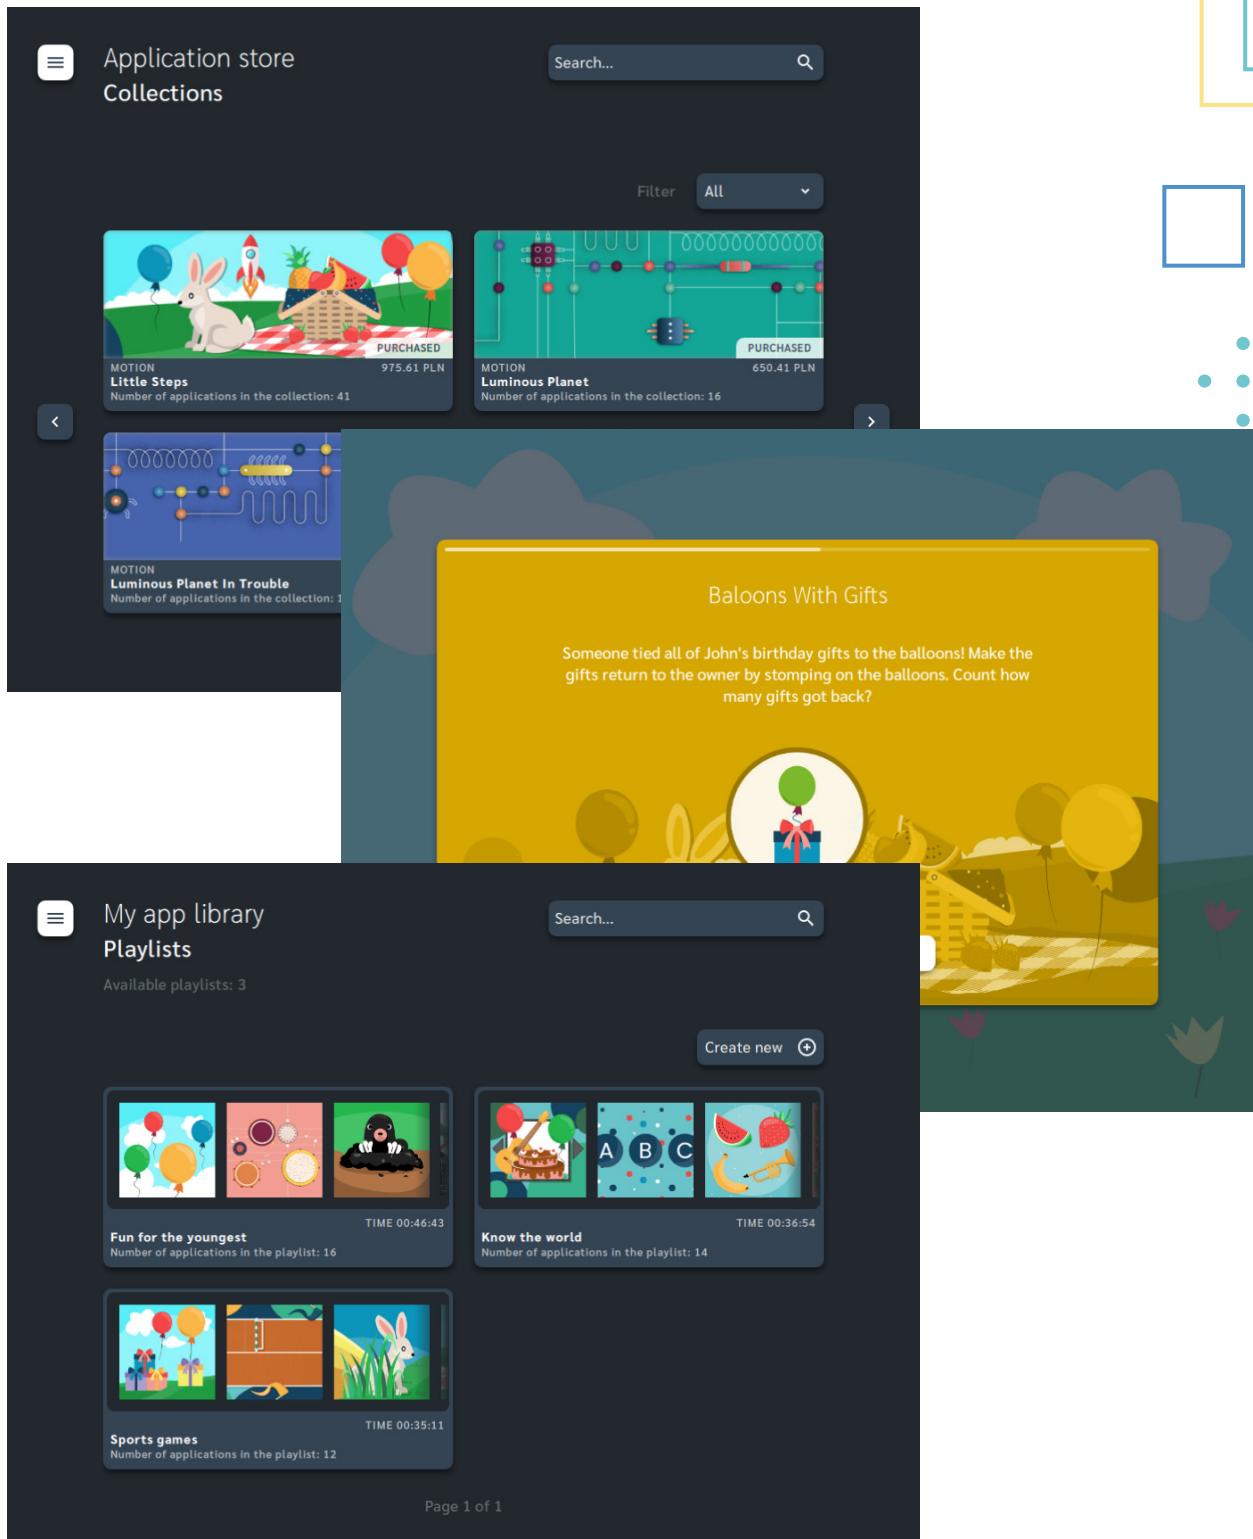 Application store
Collections
Search...
Filter
All
PURCHASED
MOTION
975.61 PLN
Little Steps
Number of applications in the collection: 41
PURCHASED
MOTION
650.41 PLN
Luminous Planet
Number of applications in the collection: 16
MOTION
Luminous Planet In Trouble
Number of applications in the collection:
Baloons With Gifts
Someone tied all of John's birthday gifts to the balloons! Make the
gifts return to the owner by stomping on the balloons. Count how
many gifts got back?
My app library
Playlists
Search...
Available playlists: 3
Create new
A B C
TIME 00:46:43
Fun for the youngest
Number of applications in the playlist: 16
TIME 00:36:54
Know the world
Number of applications in the playlist: 14
TIME 00:35:11
Sports games
Number of applications in the playlist: 12
Page 1 of 1